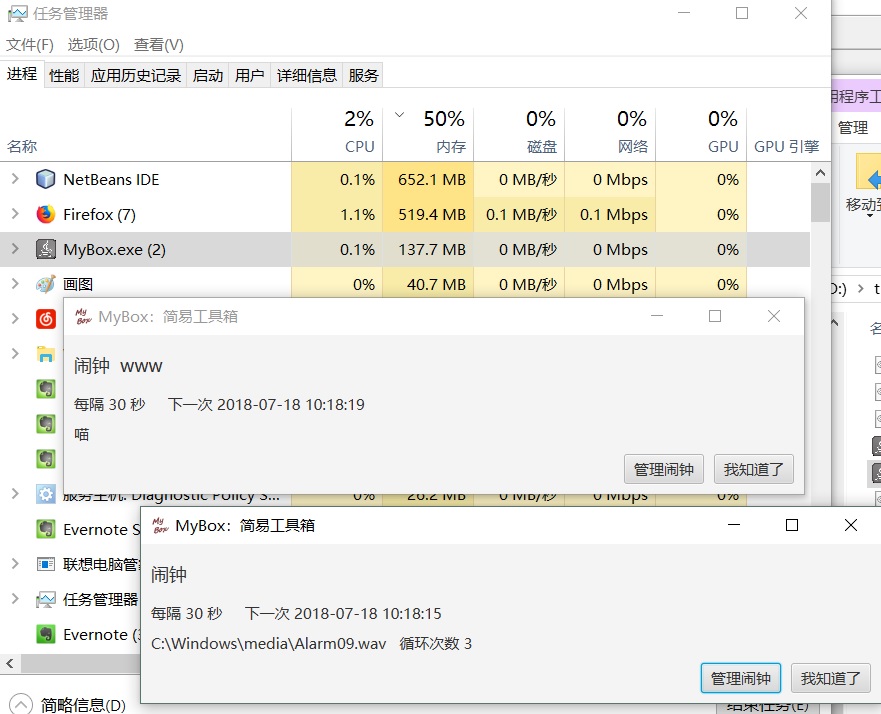 任务管理器
文件(F) 选项(O) 查看(V)
进程 性能 应用历史记录 启动 用户 详细信息 服务
2% 50% 0% 0% 0%
名称 CPU 内存 磁盘 网络 GPU GPU 引擎
NetBeans IDE 0.1% 652.1 MB 0 MB/秒 0 Mbps 0%
Firefox (7) 1.1% 519.4 MB 0.1 MB/秒 0.1 Mbps 0%
MyBox.exe (2) 0.1% 137.7 MB 0 MB/秒 0 Mbps 0%
画图 0% 40.7 MB 0 MB/秒 0 Mbps 0%
My Box MyBox：简易工具箱
闹钟 www
每隔 30 秒 下一次 2018-07-18 10:18:19
喵
管理闹钟 我知道了
服务主机: Diagnostic Policy S... 0% 26.2 MB 0 MB/秒 0 Mbps 0%
Evernote S
联想电脑管
任务管理器
Evernote (
My Box MyBox：简易工具箱
闹钟
每隔 30 秒 下一次 2018-07-18 10:18:15
C:\Windows\media\Alarm09.wav 循环次数 3
管理闹钟 我知道了
简略信息(D)
结束任务(E)
用程序工
管理
移动到
D:) > t
名